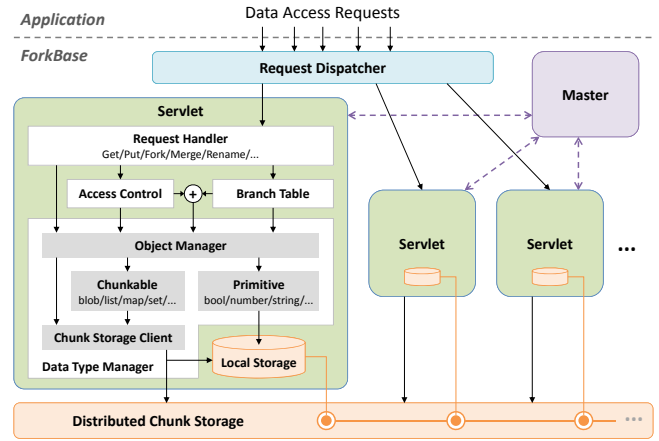 Application
Data Access Requests
ForkBase
Request Dispatcher
Servlet
Master
Request Handler
Get/Put/Fork/Merge/Rename/...
Access Control
+
Branch Table
Object Manager
Servlet
Servlet
...
Chunkable
blob/list/map/set/...
Primitive
bool/number/string/...
Chunk Storage Client
Data Type Manager
Local Storage
Distributed Chunk Storage
...